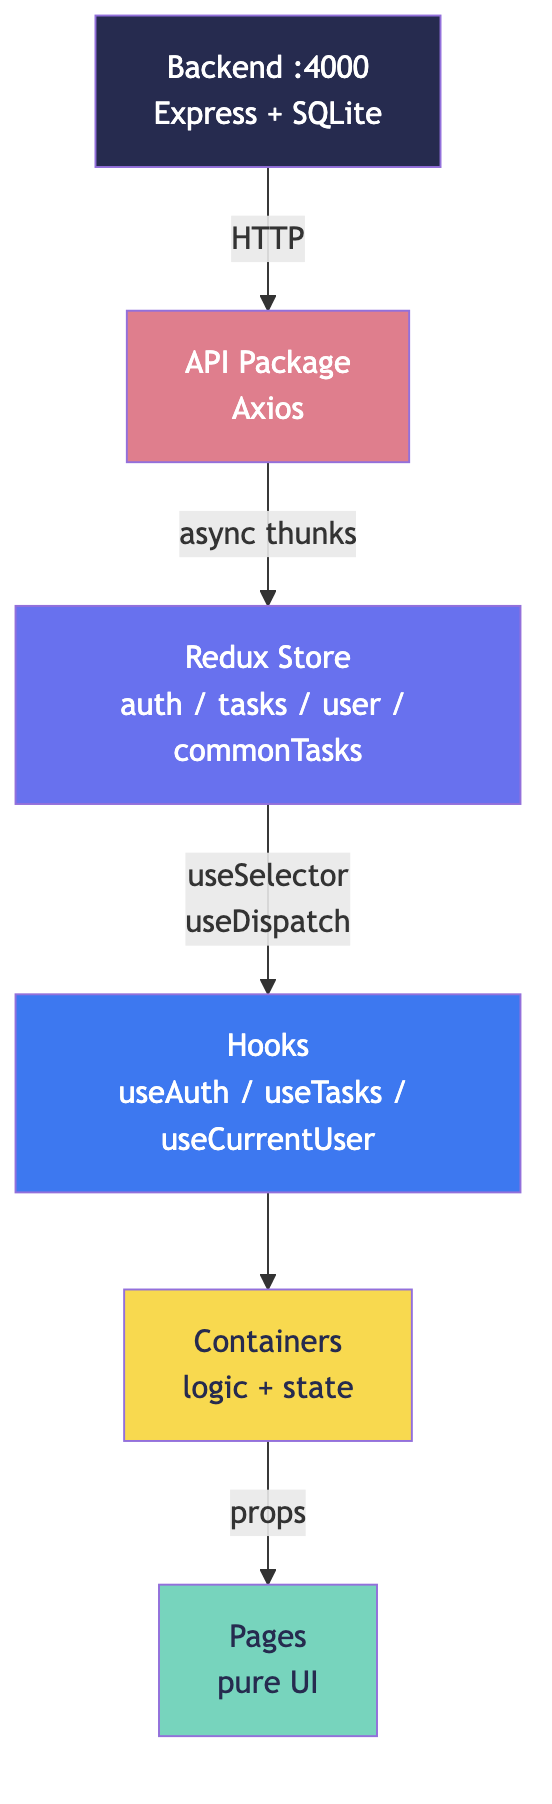 Backend :4000
Express + SQLite
HTTP
API Package
Axios
async thunks
Redux Store
auth / tasks / user /
commonTasks
useSelector
useDispatch
Hooks
useAuth / useTasks /
useCurrentUser
Containers
logic + state
props
Pages
pure UI